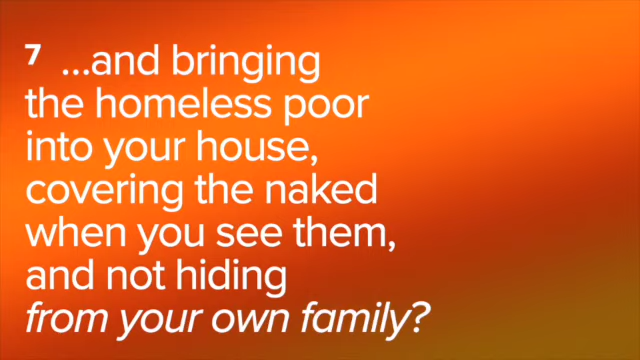 7 ...and bringing
the homeless poor
into your house,
covering the naked
when you see them,
and not hiding
from your own family?